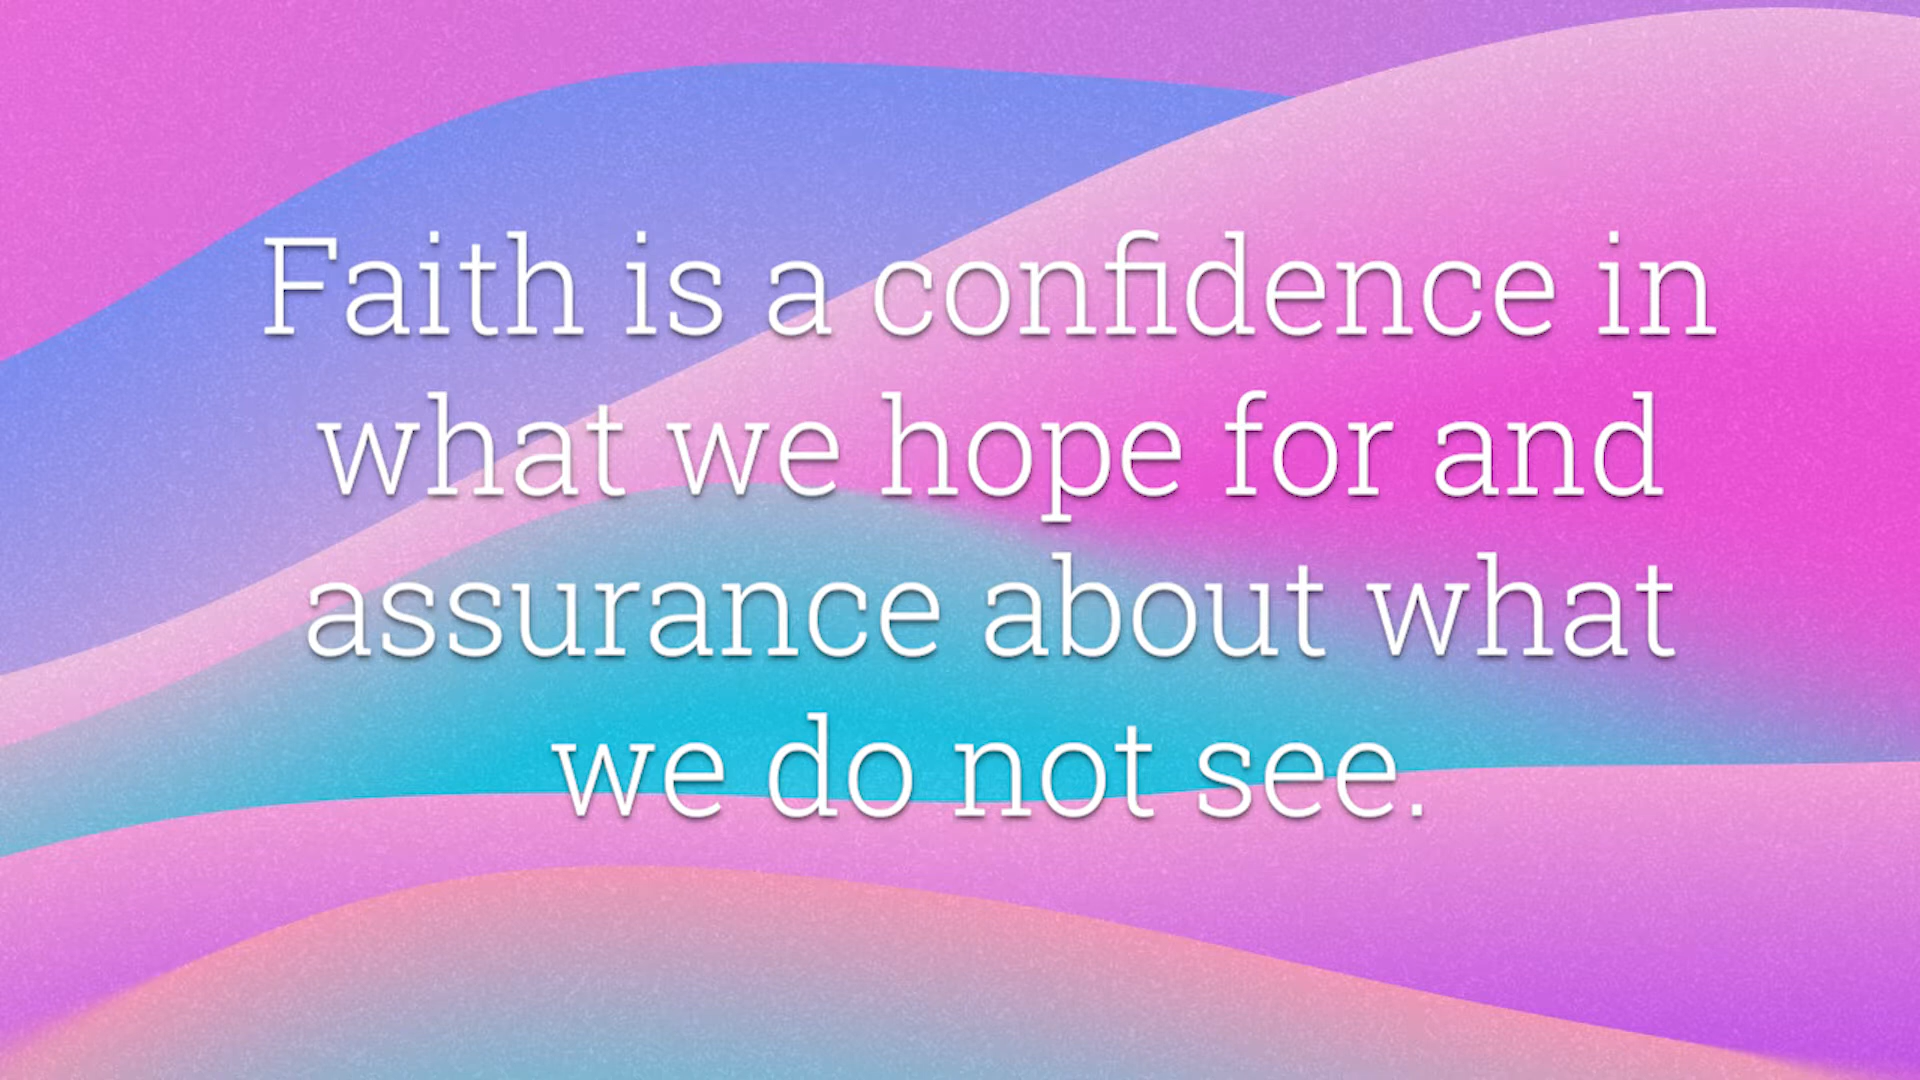 Faith is a confidence in
what we hope for and
assurance about what
we do not see.